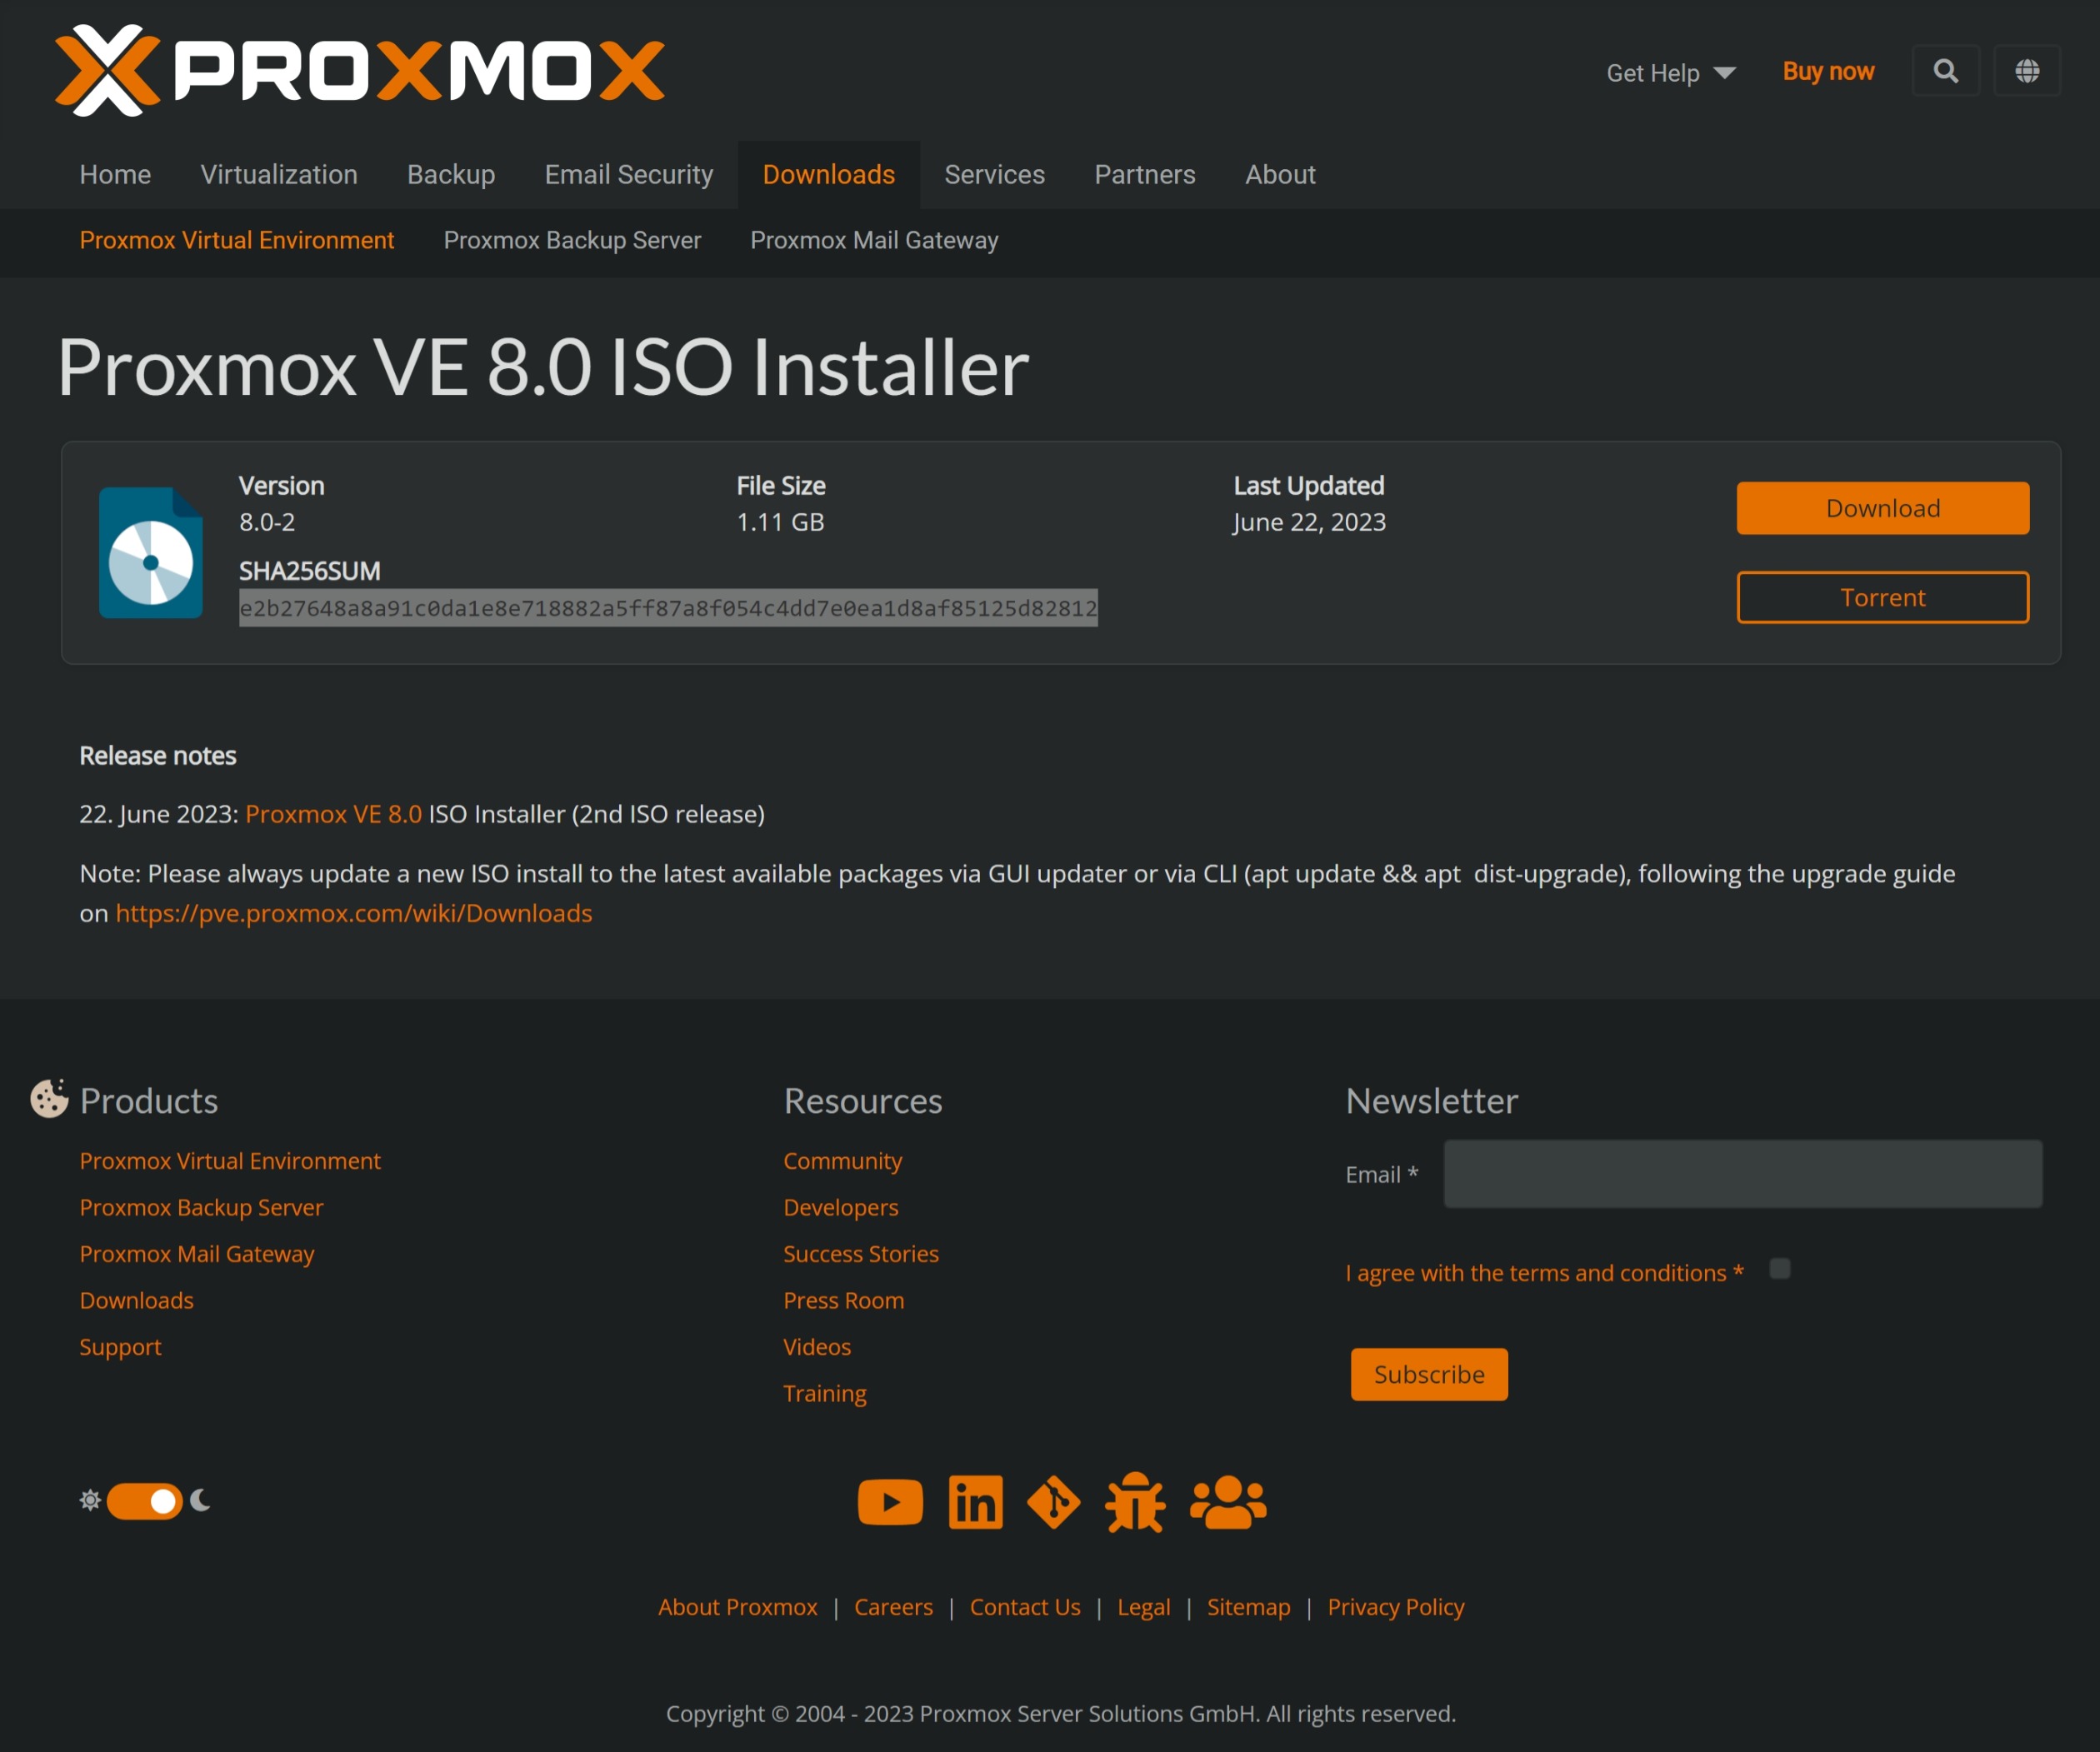 PROXMOX
Get Help
Buy now
Home Virtualization Backup Email Security Downloads Services Partners About
Proxmox Virtual Environment Proxmox Backup Server Proxmox Mail Gateway
Proxmox VE 8.0 ISO Installer
Version
8.0-2
File Size
1.11 GB
Last Updated
June 22, 2023
Download
SHA256SUM
e2b27648a8a91c0da1e8e718882a5ff87a8f054c4dd7e0ea1d8af85125d82812
Torrent
Release notes
22. June 2023: Proxmox VE 8.0 ISO Installer (2nd ISO release)
Note: Please always update a new ISO install to the latest available packages via GUI updater or via CLI (apt update && apt  dist-upgrade), following the upgrade guide
on https://pve.proxmox.com/wiki/Downloads
Products
Proxmox Virtual Environment
Proxmox Backup Server
Proxmox Mail Gateway
Downloads
Support
Resources
Community
Developers
Success Stories
Press Room
Videos
Training
Newsletter
Email *
I agree with the terms and conditions *
Subscribe
in
About Proxmox | Careers | Contact Us | Legal | Sitemap | Privacy Policy
Copyright © 2004 - 2023 Proxmox Server Solutions GmbH. All rights reserved.